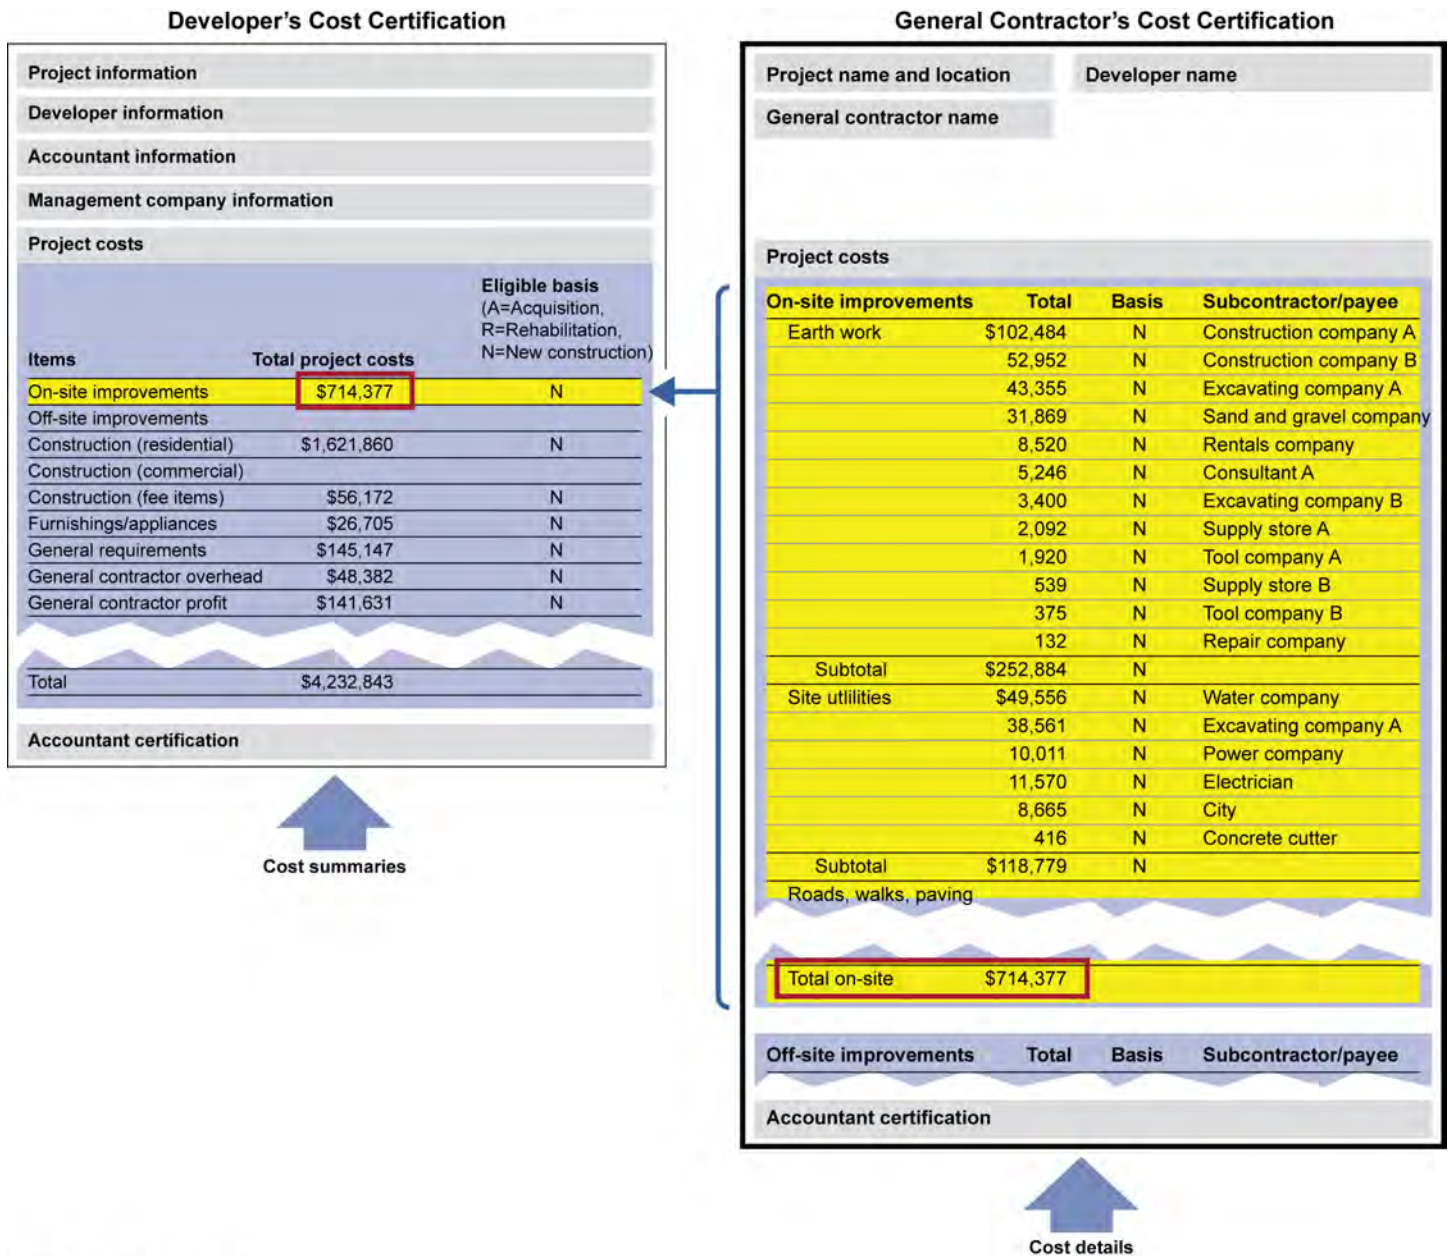 Developer's Cost Certification
Project information
Developer information
Accountant information
Management company information
Project costs
Eligible basis
(A=Acquisition,
R=Rehabilitation,
N=New construction)
Items Total project costs
On-site improvements $714,377 N
Off-site improvements
Construction (residential) $1,621,860 N
Construction (commercial)
Construction (fee items) $56,172 N
Furnishings/appliances $26,705 N
General requirements $145,147 N
General contractor overhead $48,382 N
General contractor profit $141,631 N
Total $4,232,843
Accountant certification
Cost summaries
General Contractor's Cost Certification
Project name and location Developer name
General contractor name
Project costs
On-site improvements Total Basis Subcontractor/payee
Earth work $102,484 N Construction company A
52,952 N Construction company B
43,355 N Excavating company A
31,869 N Sand and gravel company
8,520 N Rentals company
5,246 N Consultant A
3,400 N Excavating company B
2,092 N Supply store A
1,920 N Tool company A
539 N Supply store B
375 N Tool company B
132 N Repair company
Subtotal $252,884 N
Site utlilities $49,556 N Water company
38,561 N Excavating company A
10,011 N Power company
11,570 N Electrician
8,665 N City
416 N Concrete cutter
Subtotal $118,779 N
Roads, walks, paving
Total on-site $714,377
Off-site improvements Total Basis Subcontractor/payee
Accountant certification
Cost details